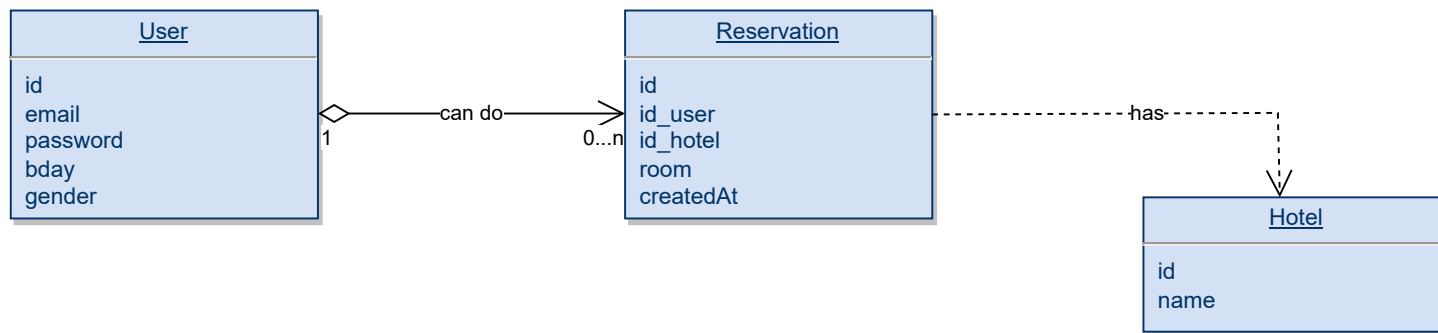 User
id
email
password
bday
gender
1
can do
0...n
Reservation
id
id_user
id_hotel
room
createdAt
has
Hotel
id
name